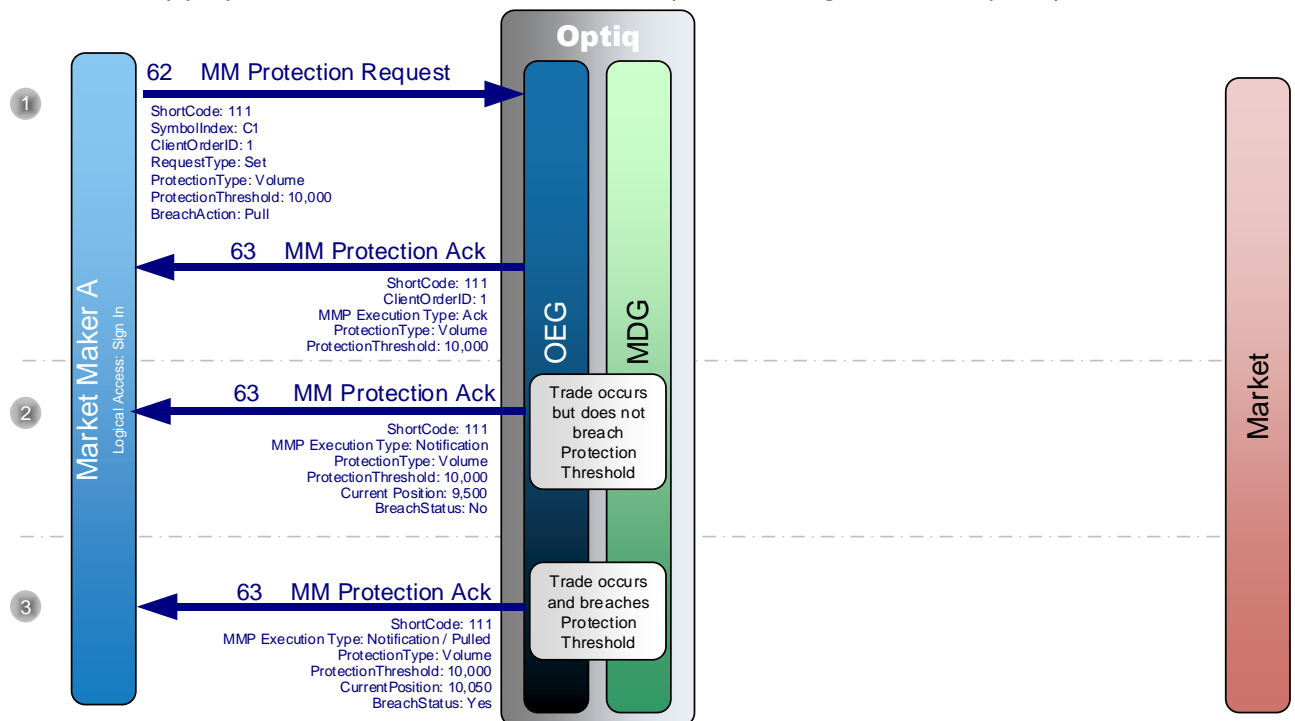 Optiq
1
62 MM Protection Request
ShortCode: 111
SymbolIndex: C1
ClientOrderID: 1
RequestType: Set
ProtectionType: Volume
ProtectionThreshold: 10,000
BreachAction: Pull
63 MM Protection Ack
ShortCode: 111
ClientOrderID: 1
MMP Execution Type: Ack
ProtectionType: Volume
ProtectionThreshold: 10,000
Market Maker A
Logical Access: Sign In
OEG
MDG
Market
2
63 MM Protection Ack
ShortCode: 111
MMP Execution Type: Notification
ProtectionType: Volume
ProtectionThreshold: 10,000
Current Position: 9,500
BreachStatus: No
Trade occurs
but does not
breach
Protection
Threshold
3
63 MM Protection Ack
ShortCode: 111
MMP Execution Type: Notification / Pulled
ProtectionType: Volume
ProtectionThreshold: 10,000
CurrentPosition: 10,050
BreachStatus: Yes
Trade occurs
and breaches
Protection
Threshold